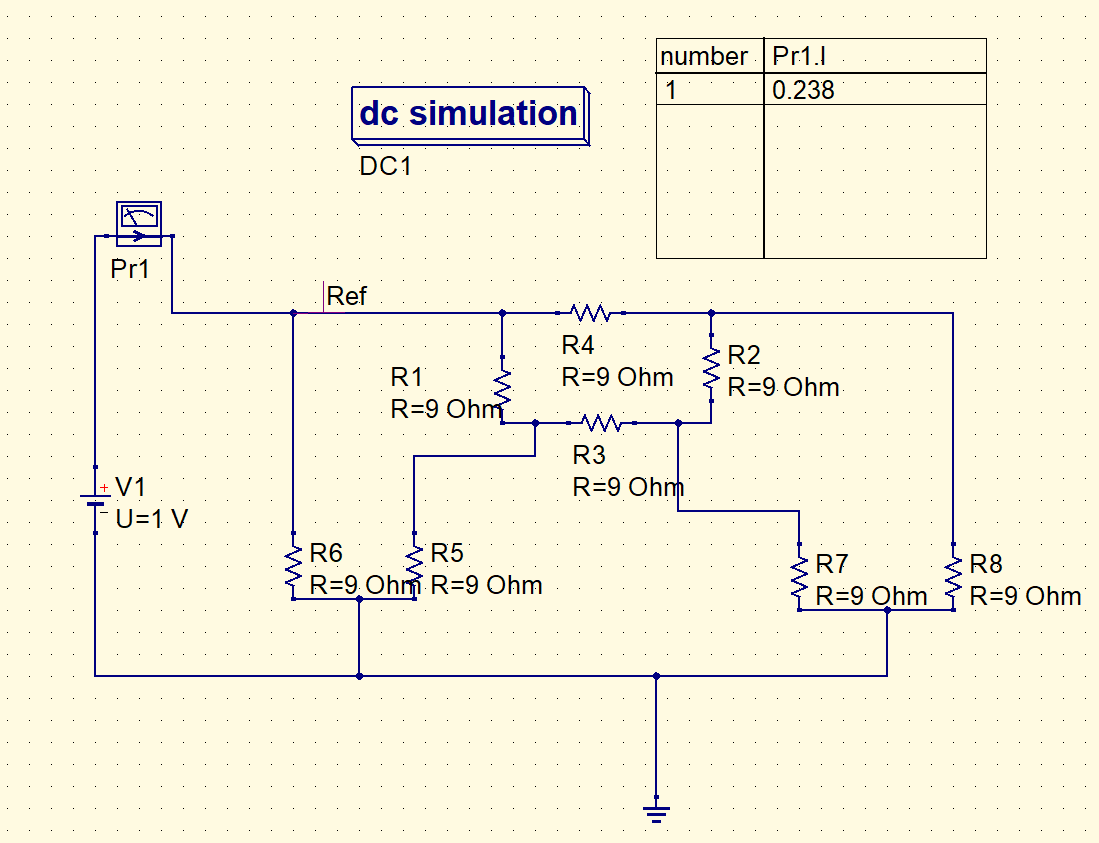 number Pr1.I
1 0.238
dc simulation
DC1
Pr1
Ref
R4
R=9 Ohm
R2
R=9 Ohm
R1
R=9 Ohm
R3
R=9 Ohm
+ V1
− U=1 V
R6
R=9 Ohm
R5
R=9 Ohm
R7
R=9 Ohm
R8
R=9 Ohm